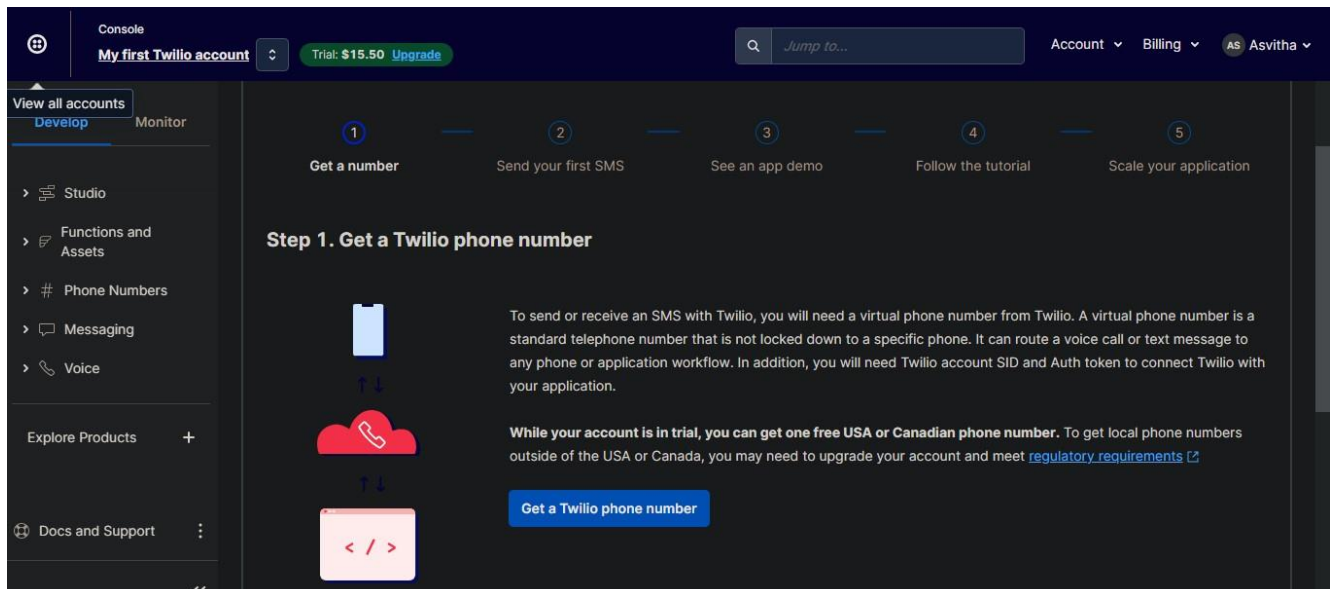 Console
My first Twilio account
Trial: $15.50 Upgrade
Jump to...
Account
Billing
AS Asvitha
View all accounts
Develop
Monitor
Studio
Functions and
Assets
Phone Numbers
Messaging
Voice
Explore Products +
Docs and Support
1
2
3
4
5
Get a number
Send your first SMS
See an app demo
Follow the tutorial
Scale your application
Step 1. Get a Twilio phone number
To send or receive an SMS with Twilio, you will need a virtual phone number from Twilio. A virtual phone number is a
standard telephone number that is not locked down to a specific phone. It can route a voice call or text message to
any phone or application workflow. In addition, you will need Twilio account SID and Auth token to connect Twilio with
your application.
While your account is in trial, you can get one free USA or Canadian phone number. To get local phone numbers
outside of the USA or Canada, you may need to upgrade your account and meet regulatory requirements
Get a Twilio phone number
< / >